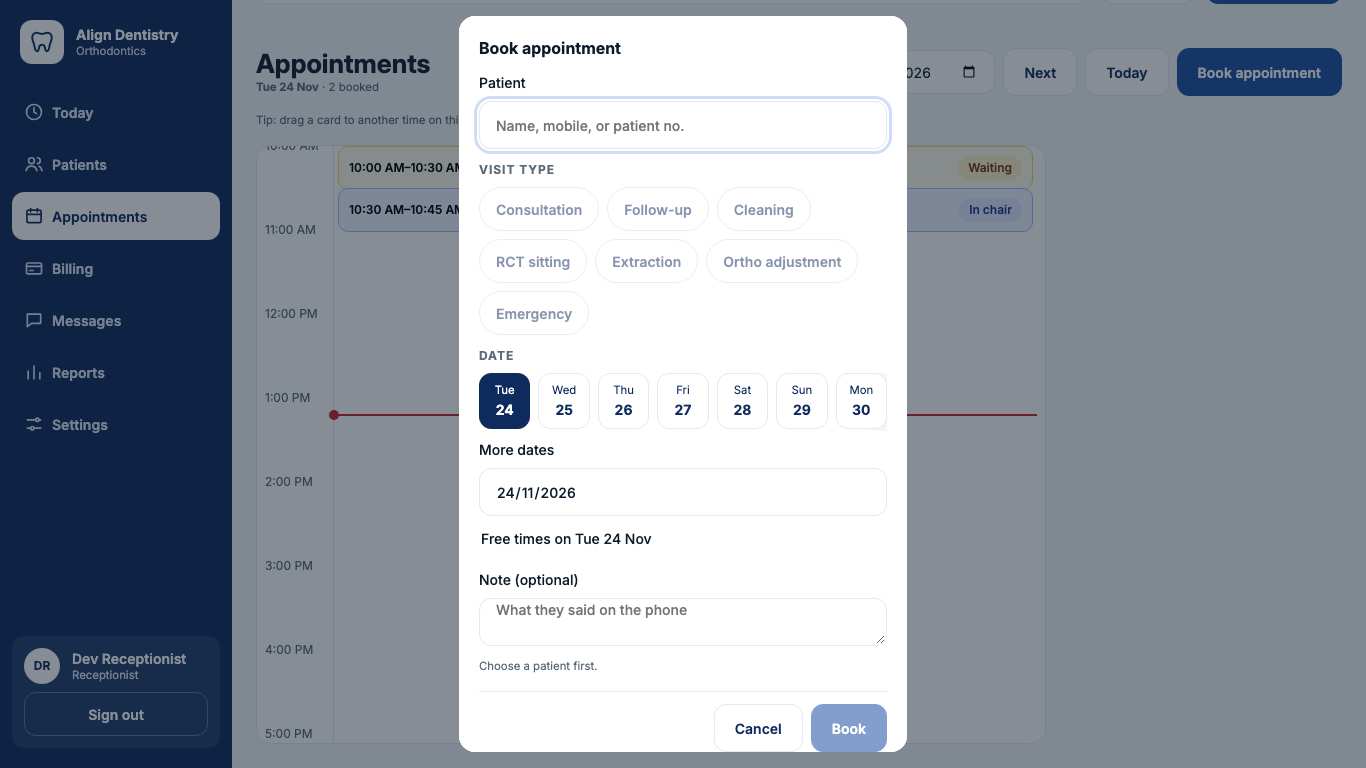 Align Dentistry
Orthodontics
Today
Patients
Appointments
Billing
Messages
Reports
Settings
DR
Dev Receptionist
Receptionist
Sign out
Appointments
Tue 24 Nov · 2 booked
Tip: drag a card to another time on
Next
Today
Book appointment
10:00 AM
10:00 AM–10:30 AM
Waiting
10:30 AM–10:45 AM
In chair
11:00 AM
12:00 PM
1:00 PM
2:00 PM
3:00 PM
4:00 PM
5:00 PM
Book appointment
Patient
Name, mobile, or patient no.
VISIT TYPE
Consultation Follow-up Cleaning
RCT sitting Extraction Ortho adjustment
Emergency
DATE
Tue Wed Thu Fri Sat Sun Mon
24 25 26 27 28 29 30
More dates
24/11/2026
Free times on Tue 24 Nov
Note (optional)
What they said on the phone
Choose a patient first.
Cancel Book